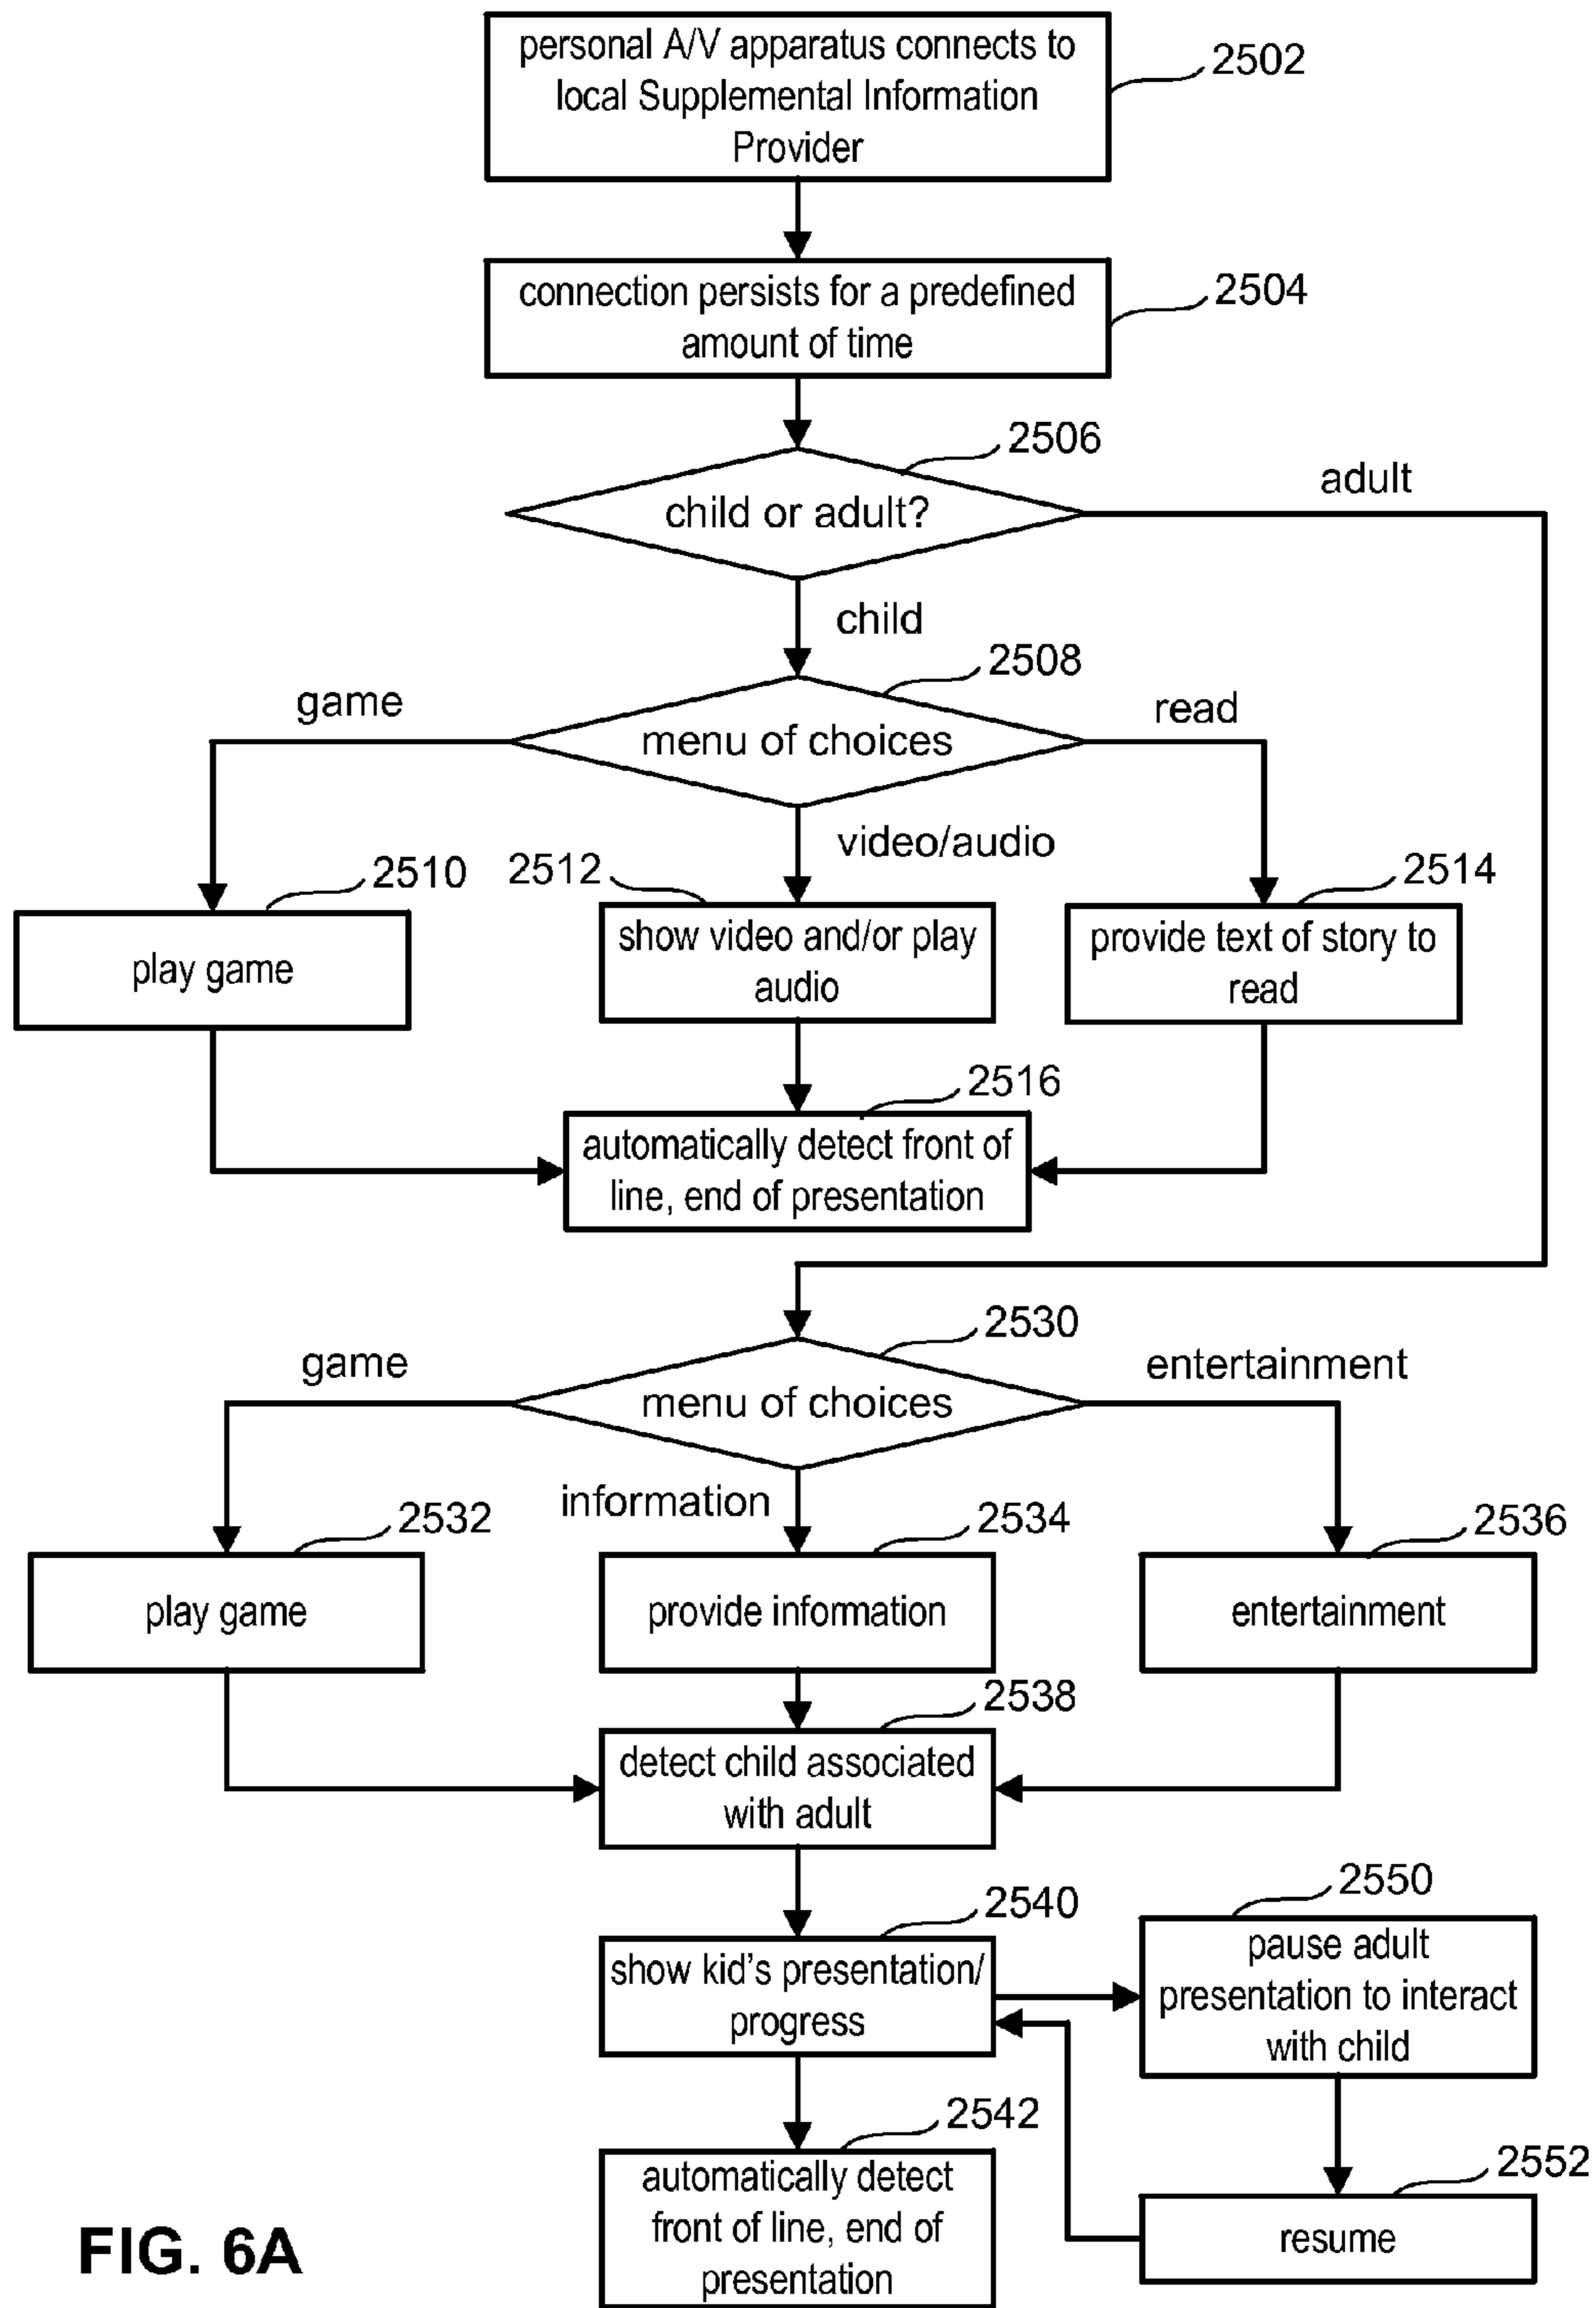 personal A/V apparatus connects to
local Supplemental Information
Provider
2502
connection persists for a predefined
amount of time
2504
2506
child or adult?
adult
child
2508
game
menu of choices
read
video/audio
2510
2512
2514
play game
show video and/or play
audio
provide text of story to
read
2516
automatically detect front of
line, end of presentation
2530
game
menu of choices
entertainment
information
2532
2534
2536
play game
provide information
entertainment
2538
detect child associated
with adult
2540
2550
show kid's presentation/
progress
pause adult
presentation to interact
with child
2542
2552
automatically detect
front of line, end of
presentation
resume
FIG. 6A